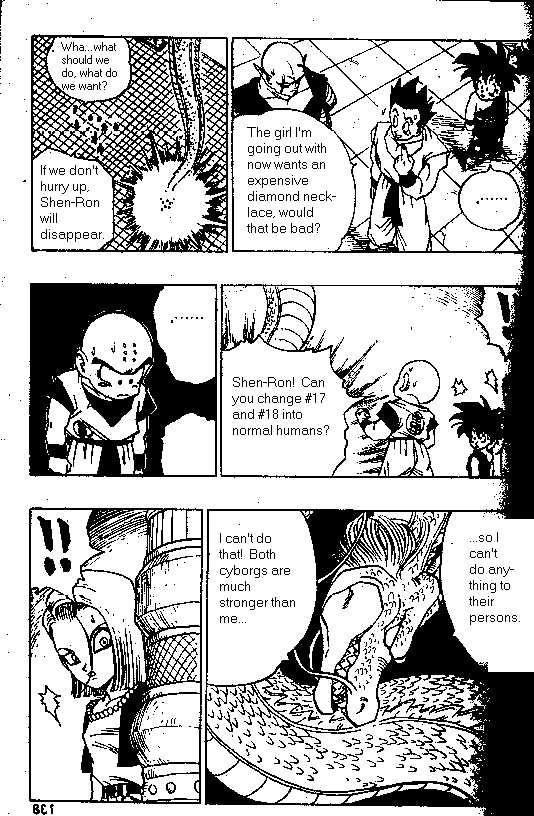 Wha...what
should we
do, what do
we want?
If we don't
hurry up,
Shen-Ron
will
disappear.
The girl I'm
going out with
now wants an
expensive
diamond neck-
lace, would
that be bad?
......
......
Shen-Ron! Can
you change #17
and #18 into
normal humans?
!!
I can't do
that! Both
cyborgs are
much
stronger than
me...
...so I
can't
do any-
thing to
their
persons.
138